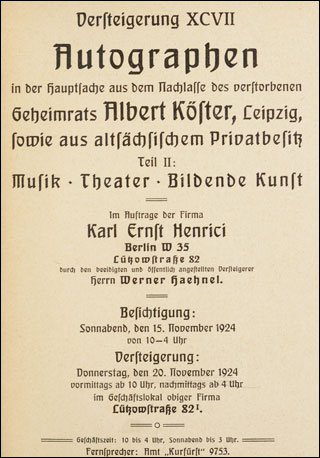 Versteigerung XCVII
Autographen
in der Hauptsache aus dem Nachlasse des verstorbenen
Geheimrats Albert Köster, Leipzig,
sowie aus altsächsischem Privatbesitz
Teil II:
Musik · Theater · Bildende Kunst
Im Auftrage der Firma
Karl Ernst Henrici
Berlin W 35
Lützowstraße 82
durch den beeidigten und öffentlich angestellten Versteigerer
Herrn Werner Haehnel.
Besichtigung:
Sonnabend, den 15. November 1924
von 10–4 Uhr
Versteigerung:
Donnerstag, den 20. November 1924
vormittags ab 10 Uhr, nachmittags ab 4 Uhr
im Geschäftslokal obiger Firma
Lützowstraße 82ᴵ.
Geschäftszeit: 10 bis 4 Uhr, Sonnabend bis 3 Uhr.
Fernsprecher: Amt "Kurfürst" 9753.